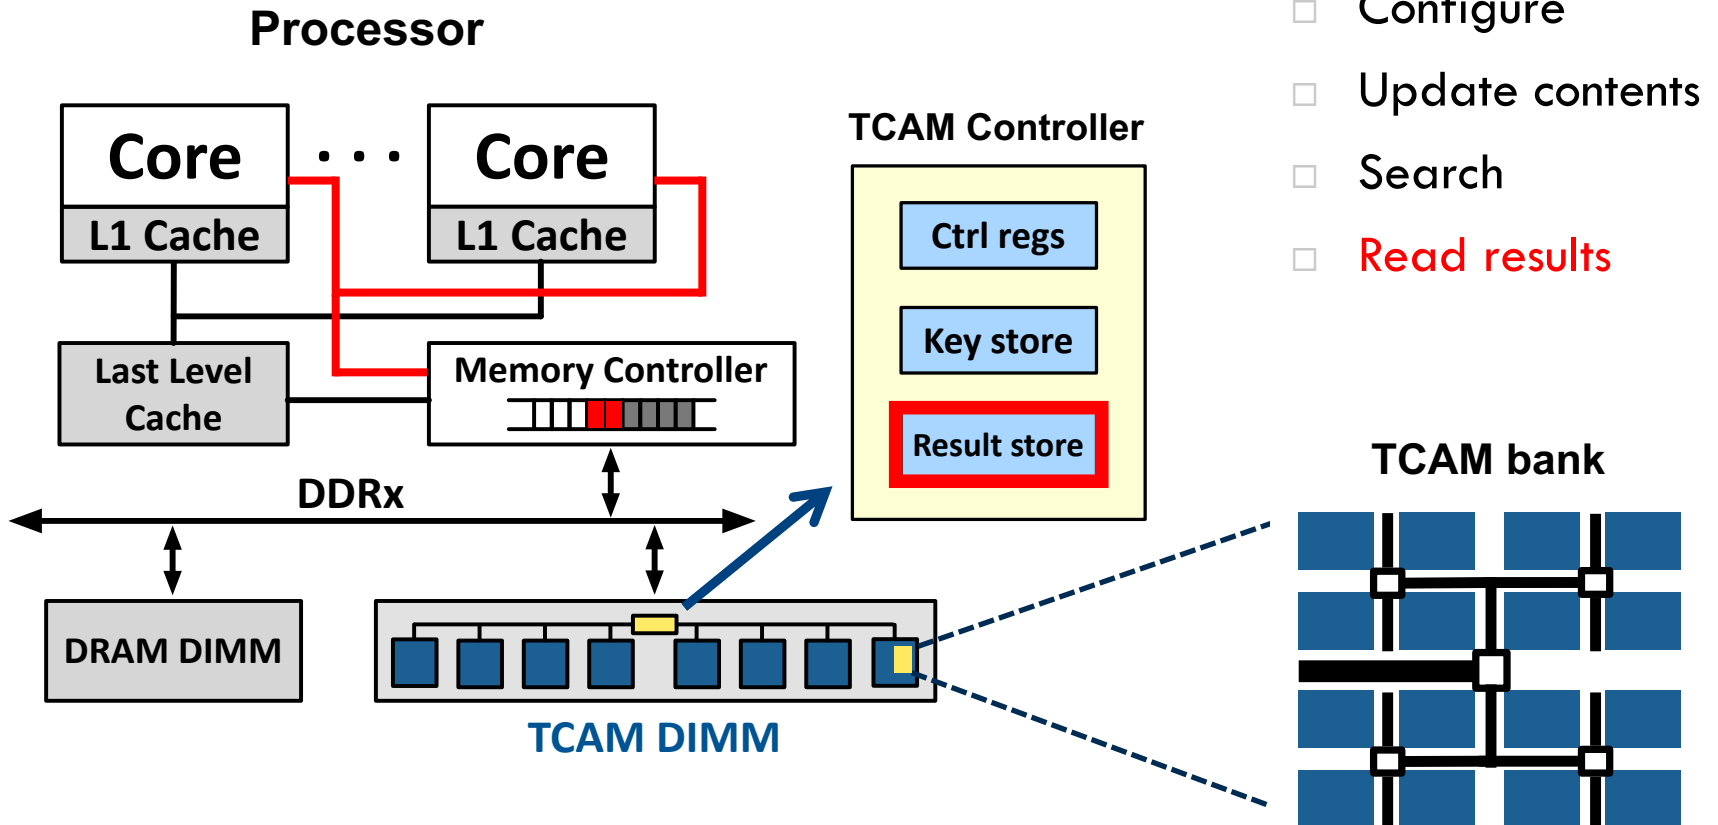 Processor
Configure
Update contents
Search
Read results
Core
. . .
Core
L1 Cache
L1 Cache
Last Level
Cache
Memory Controller
TCAM Controller
Ctrl regs
Key store
Result store
DDRx
DRAM DIMM
TCAM DIMM
TCAM bank